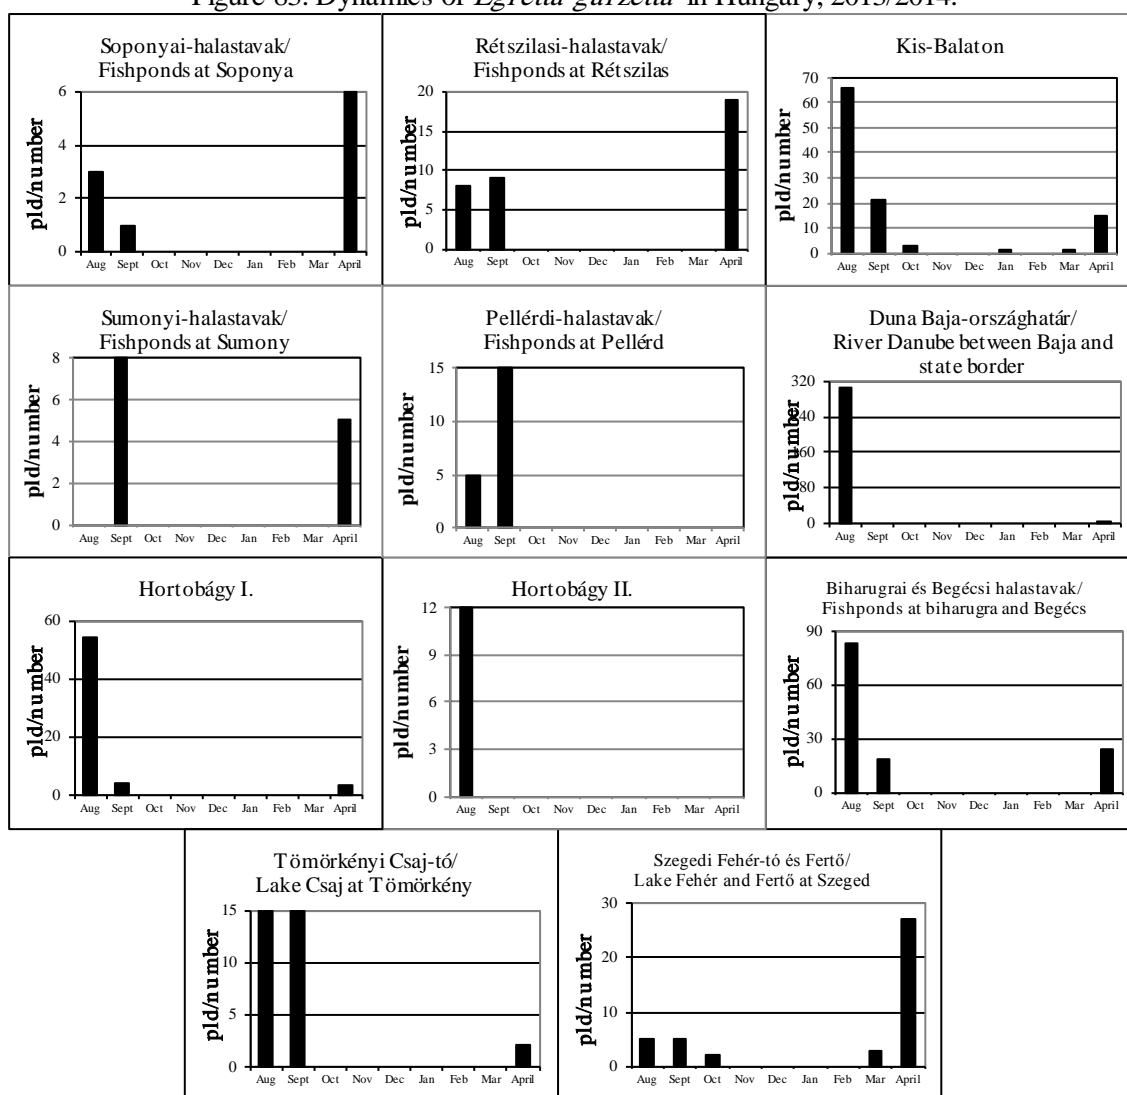 Figure 83. Dynamics of Egretta garzetta in Hungary, 2013/2014.
Soponyai-halastavak/
Fishponds at Soponya
pld/number
6
4
2
0
Aug Sept Oct Nov Dec Jan Feb Mar April
Rétszilasi-halastavak/
Fishponds at Rétszilas
pld/number
20
15
10
5
0
Aug Sept Oct Nov Dec Jan Feb Mar April
Kis-Balaton
pld/number
70
60
50
40
30
20
10
0
Aug Sept Oct Nov Dec Jan Feb Mar April
Sumonyi-halastavak/
Fishponds at Sumony
pld/number
8
6
4
2
0
Aug Sept Oct Nov Dec Jan Feb Mar April
Pellérdi-halastavak/
Fishponds at Pellérd
pld/number
15
10
5
0
Aug Sept Oct Nov Dec Jan Feb Mar April
Duna Baja-országhatár/
River Danube between Baja and
state border
pld/number
320
240
160
80
0
Aug Sept Oct Nov Dec Jan Feb Mar April
Hortobágy I.
pld/number
60
40
20
0
Aug Sept Oct Nov Dec Jan Feb Mar April
Hortobágy II.
pld/number
12
9
6
3
0
Aug Sept Oct Nov Dec Jan Feb Mar April
Biharugrai és Begécsi halastavak/
Fishponds at biharugra and Begécs
pld/number
90
60
30
0
Aug Sept Oct Nov Dec Jan Feb Mar April
Tömörkényi Csaj-tó/
Lake Csaj at Tömörkény
pld/number
15
10
5
0
Aug Sept Oct Nov Dec Jan Feb Mar April
Szegedi Fehér-tó és Fertő/
Lake Fehér and Fertő at Szeged
pld/number
30
20
10
0
Aug Sept Oct Nov Dec Jan Feb Mar April